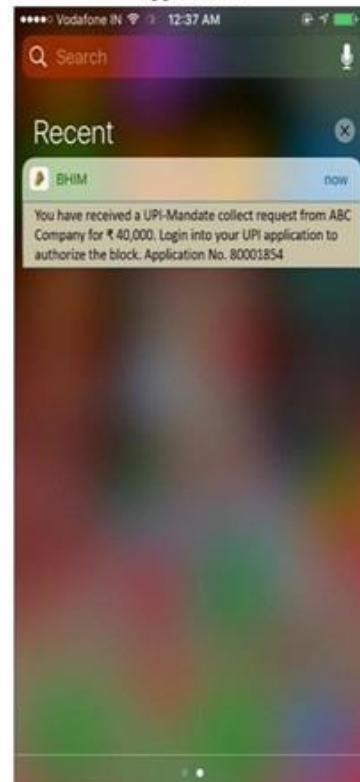 Vodafone IN 12:37 AM
Search
Recent
BHIM now
You have received a UPI-Mandate collect request from ABC
Company for ₹ 40,000. Login into your UPI application to
authorize the block. Application No. 80001854